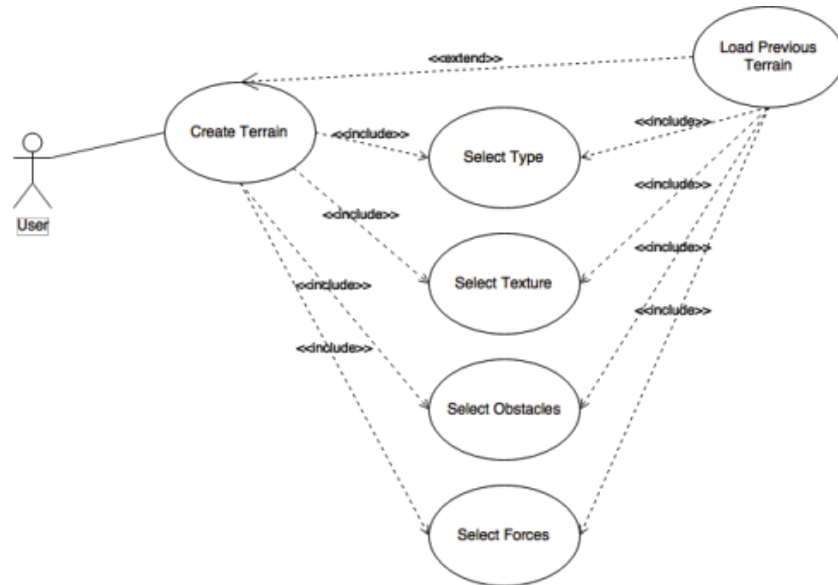 Load Previous
Terrain
<<extend>>
Create Terrain
<<include>>
<<include>>
Select Type
<<include>>
<<include>>
User
<<include>>
Select Texture
<<include>>
<<include>>
<<include>>
Select Obstacles
Select Forces